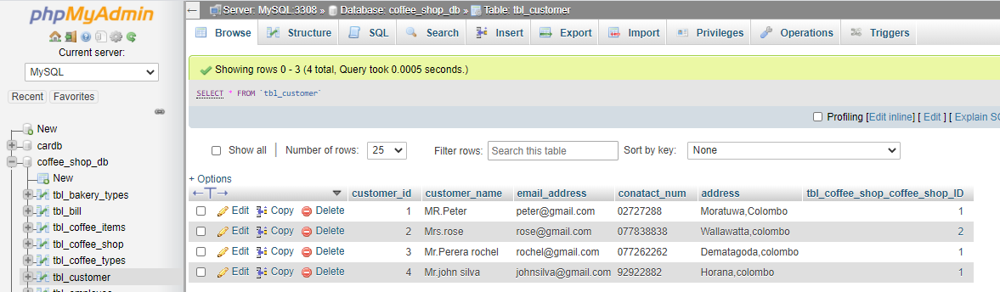 phpMyAdmin
Current server:
MySQL
Recent Favorites
New
cardb
coffee_shop_db
New
tbl_bakery_types
tbl_bill
tbl_coffee_items
tbl_coffee_shop
tbl_coffee_types
tbl_customer
Server: MySQL:3308 » Database: coffee_shop_db » Table: tbl_customer
Browse Structure SQL Search Insert Export Import Privileges Operations Triggers
Showing rows 0 - 3 (4 total, Query took 0.0005 seconds.)
SELECT * FROM `tbl_customer`
Profiling [Edit inline] [ Edit ] [ Explain SQ
Show all | Number of rows: 25 Filter rows: Search this table Sort by key: None
+ Options
←T→ customer_id customer_name email_address conatact_num address tbl_coffee_shop_coffee_shop_ID
Edit Copy Delete 1 MR.Peter peter@gmail.com 02727288 Moratuwa,Colombo 1
Edit Copy Delete 2 Mrs.rose rose@gmail.com 077838838 Wallawatta,colombo 2
Edit Copy Delete 3 Mr.Perera rochel rochel@gmail.com 077262262 Dematagoda,colombo 1
Edit Copy Delete 4 Mr.john silva johnsilva@gmail.com 92922882 Horana,colombo 1